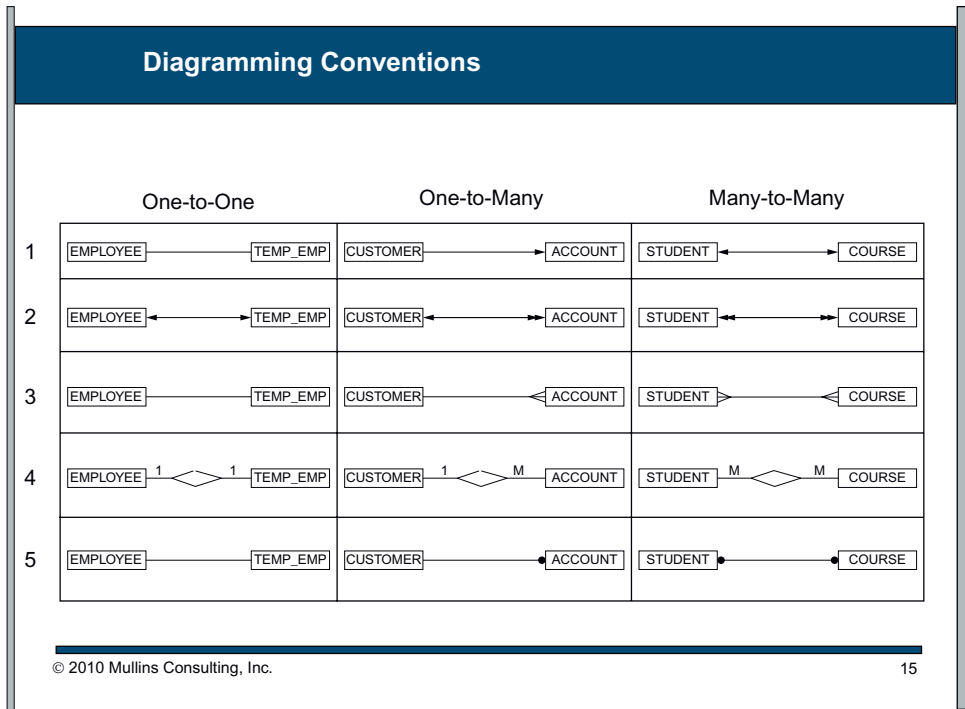 Diagramming Conventions
One-to-One One-to-Many Many-to-Many
1 EMPLOYEE TEMP_EMP CUSTOMER ACCOUNT STUDENT COURSE
2 EMPLOYEE TEMP_EMP CUSTOMER ACCOUNT STUDENT COURSE
3 EMPLOYEE TEMP_EMP CUSTOMER ACCOUNT STUDENT COURSE
4 EMPLOYEE 1 1 TEMP_EMP CUSTOMER 1 M ACCOUNT STUDENT M M COURSE
5 EMPLOYEE TEMP_EMP CUSTOMER ACCOUNT STUDENT COURSE
© 2010 Mullins Consulting, Inc. 15